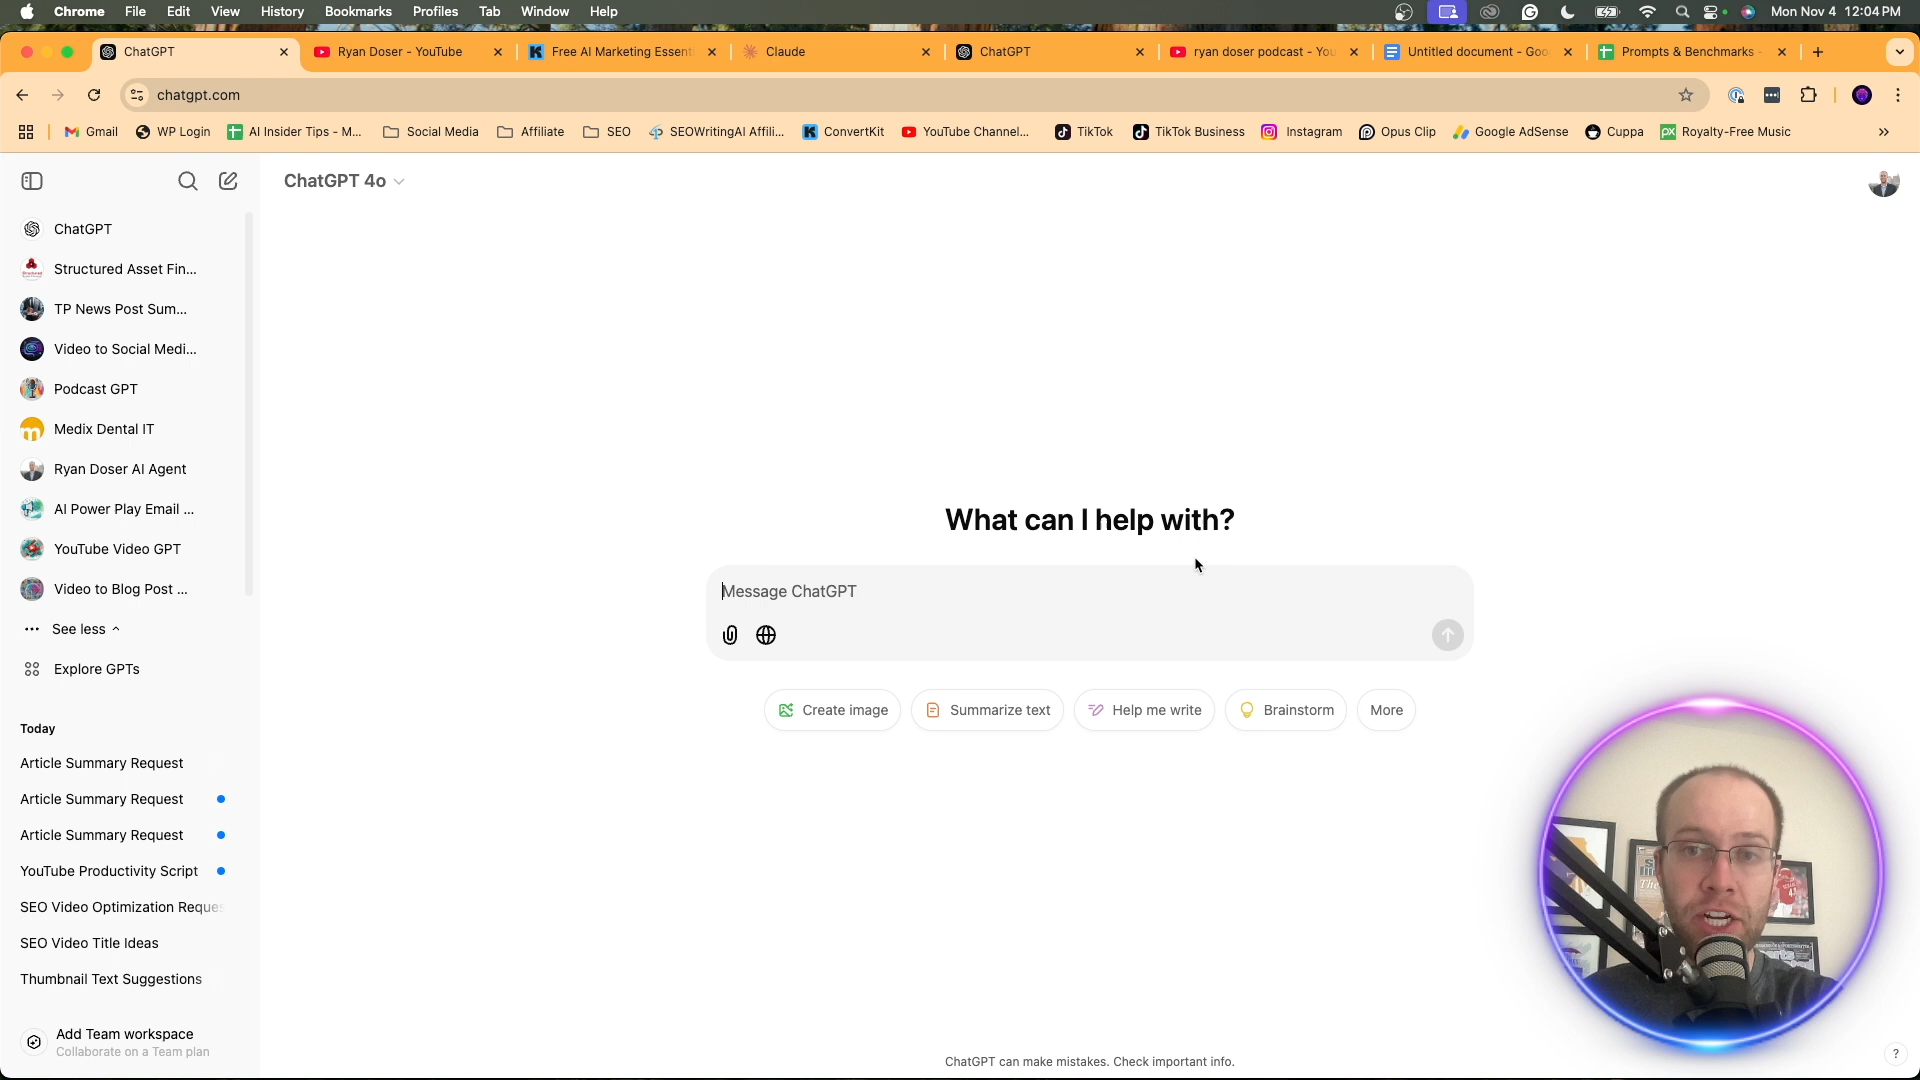 Chrome File Edit View History Bookmarks Profiles Tab Window Help Mon Nov 4 12:04 PM
ChatGPT Ryan Doser - YouTube Free AI Marketing Essent Claude ChatGPT ryan doser podcast - You Untitled document - Goo Prompts & Benchmarks -
chatgpt.com
Gmail WP Login AI Insider Tips - M... Social Media Affiliate SEO SEOWritingAI Affili... ConvertKit YouTube Channel... TikTok TikTok Business Instagram Opus Clip Google AdSense Cuppa Royalty-Free Music
ChatGPT 4o
ChatGPT
Structured Asset Fin...
TP News Post Sum...
Video to Social Medi...
Podcast GPT
Medix Dental IT
Ryan Doser AI Agent
AI Power Play Email ...
YouTube Video GPT
Video to Blog Post ...
See less
Explore GPTs
Today
Article Summary Request
Article Summary Request
Article Summary Request
YouTube Productivity Script
SEO Video Optimization Reques
SEO Video Title Ideas
Thumbnail Text Suggestions
Add Team workspace
Collaborate on a Team plan
What can I help with?
Message ChatGPT
Create image Summarize text Help me write Brainstorm More
ChatGPT can make mistakes. Check important info.
?